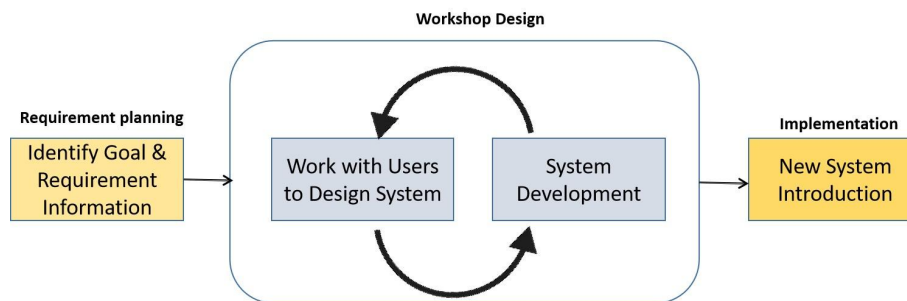 Workshop Design
Requirement planning
Identify Goal &
Requirement
Information
Work with Users
to Design System
System
Development
Implementation
New System
Introduction